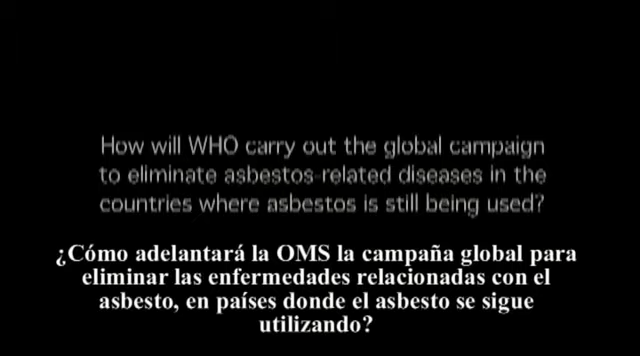 How will WHO carry out the global campaign
to eliminate asbestos-related diseases in the
countries where asbestos is still being used?
¿Cómo adelantará la OMS la campaña global para
eliminar las enfermedades relacionadas con el
asbesto, en países donde el asbesto se sigue
utilizando?